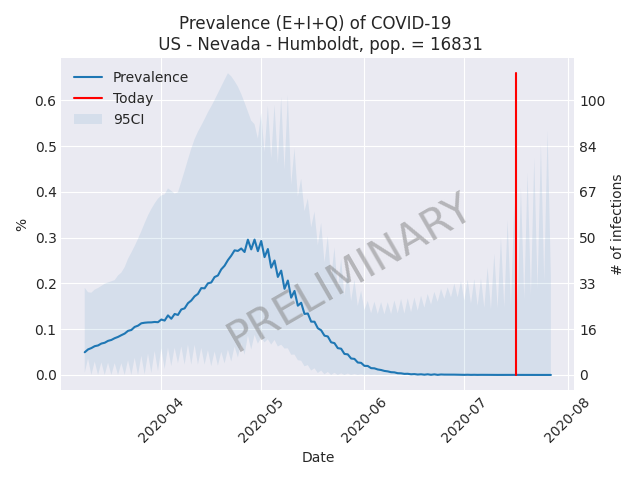 Prevalence (E+I+Q) of COVID-19
US - Nevada - Humboldt, pop. = 16831
Prevalence
Today
95CI
0.6
0.5
0.4
0.3
0.2
0.1
0.0
%
100
84
67
50
33
16
0
# of infections
PRELIMINARY
2020-04
2020-05
2020-06
2020-07
2020-08
Date